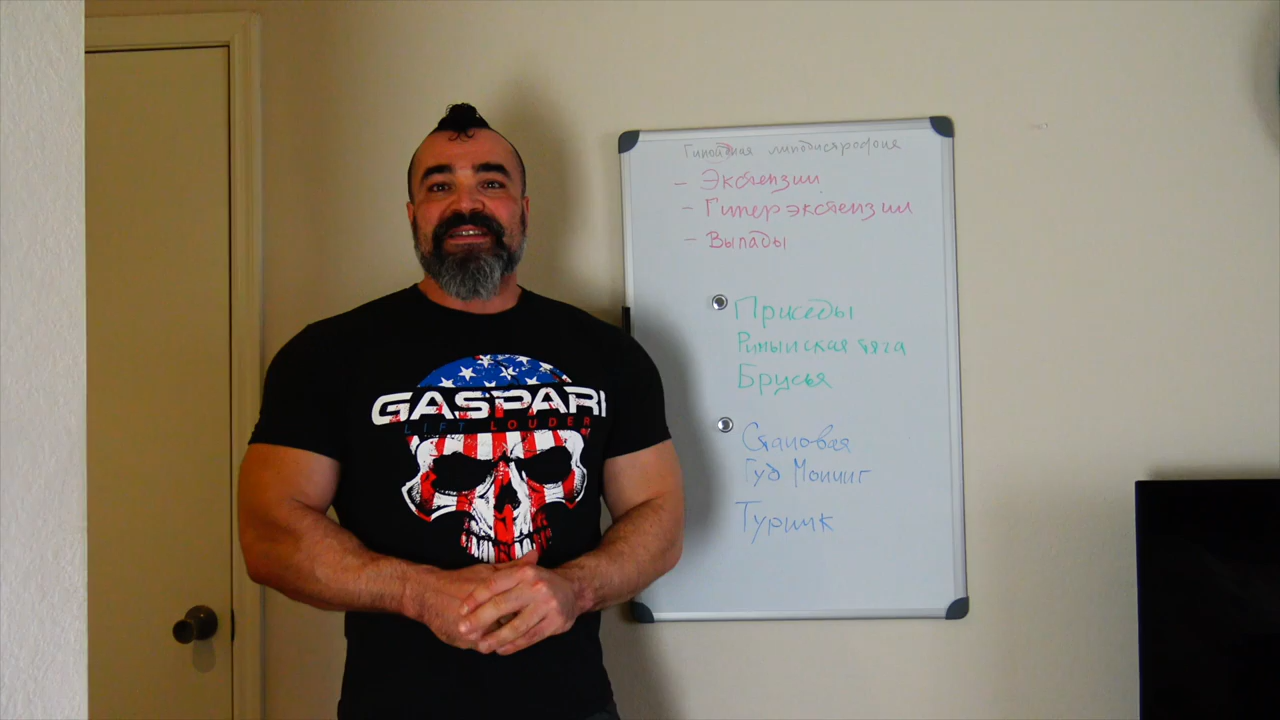 GASPARI
LIFT LOUDER
Гиноидная липодистрофия
- Экстензии
- Гиперэкстензии
- Выпады
Приседы
Румынская тяга
Брусья
Становая
Гуд Монинг
Турник